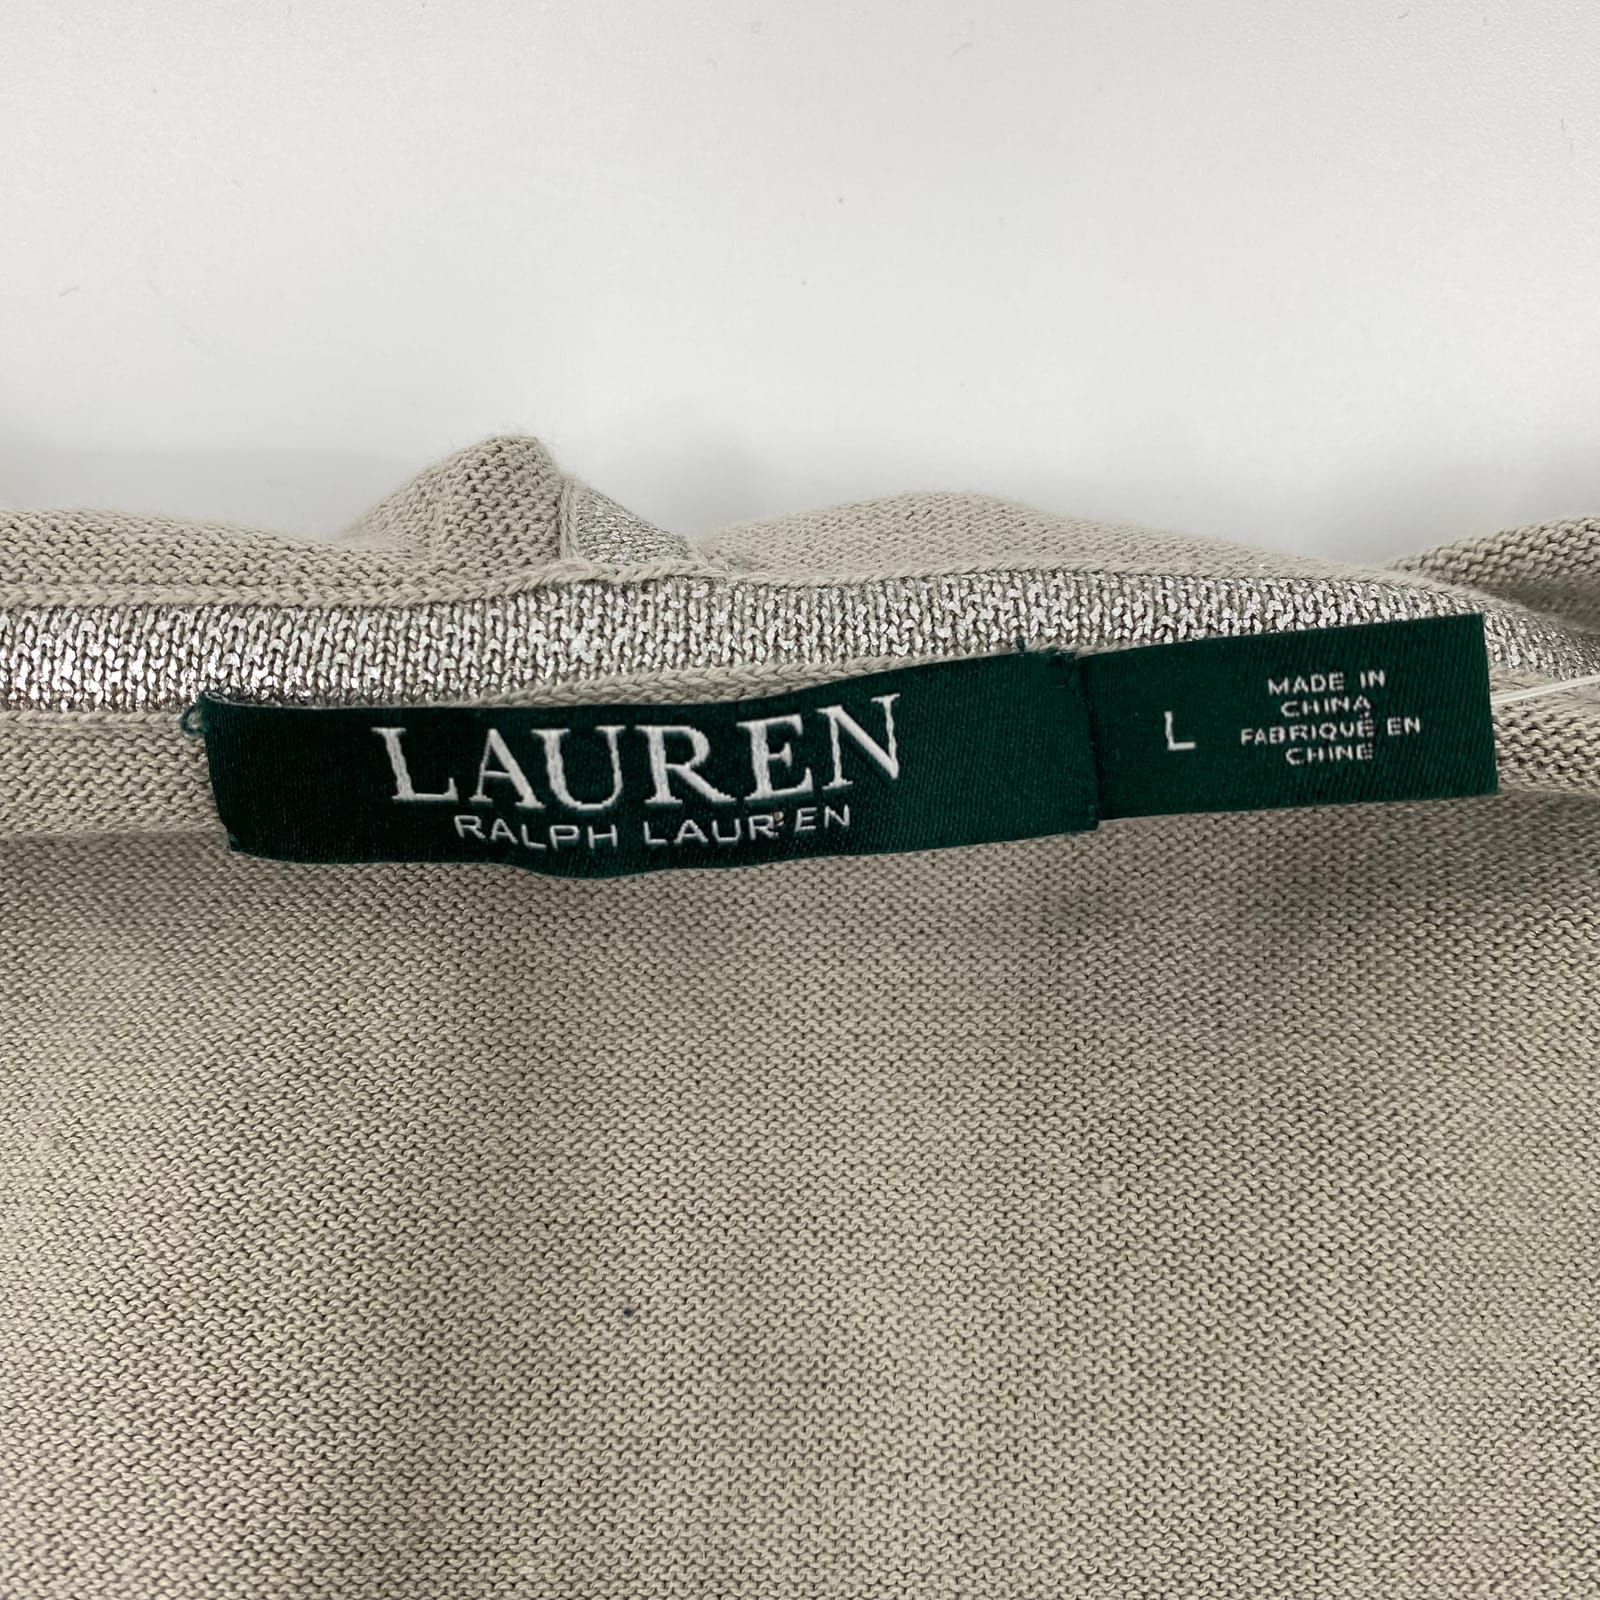 LAUREN
RALPH LAUREN
L
MADE IN
CHINA
FABRIQUÉ EN
CHINE